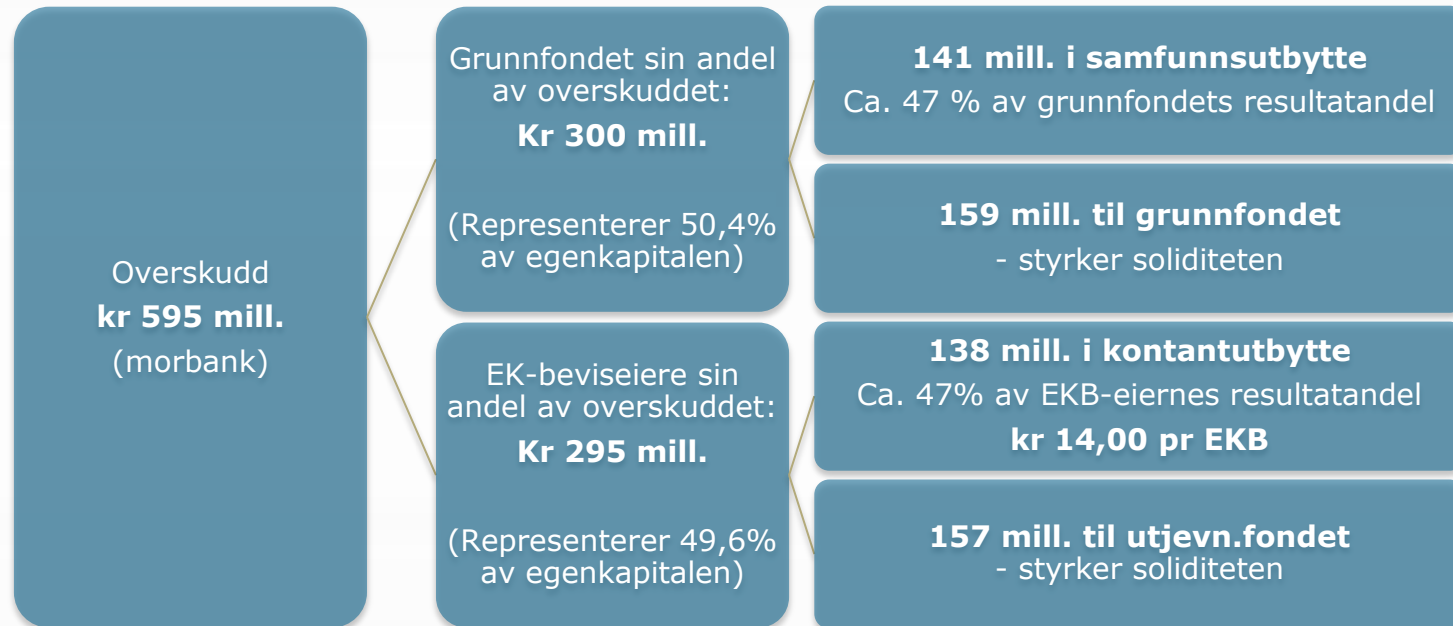 Overskudd
kr 595 mill.
(morbank)
Grunnfondet sin andel
av overskuddet:
Kr 300 mill.
(Representerer 50,4%
av egenkapitalen)
EK-beviseiere sin
andel av overskuddet:
Kr 295 mill.
(Representerer 49,6%
av egenkapitalen)
141 mill. i samfunnsutbytte
Ca. 47 % av grunnfondets resultatandel
159 mill. til grunnfondet
- styrker soliditeten
138 mill. i kontantutbytte
Ca. 47% av EKB-eiernes resultatandel
kr 14,00 pr EKB
157 mill. til utjevn.fondet
- styrker soliditeten